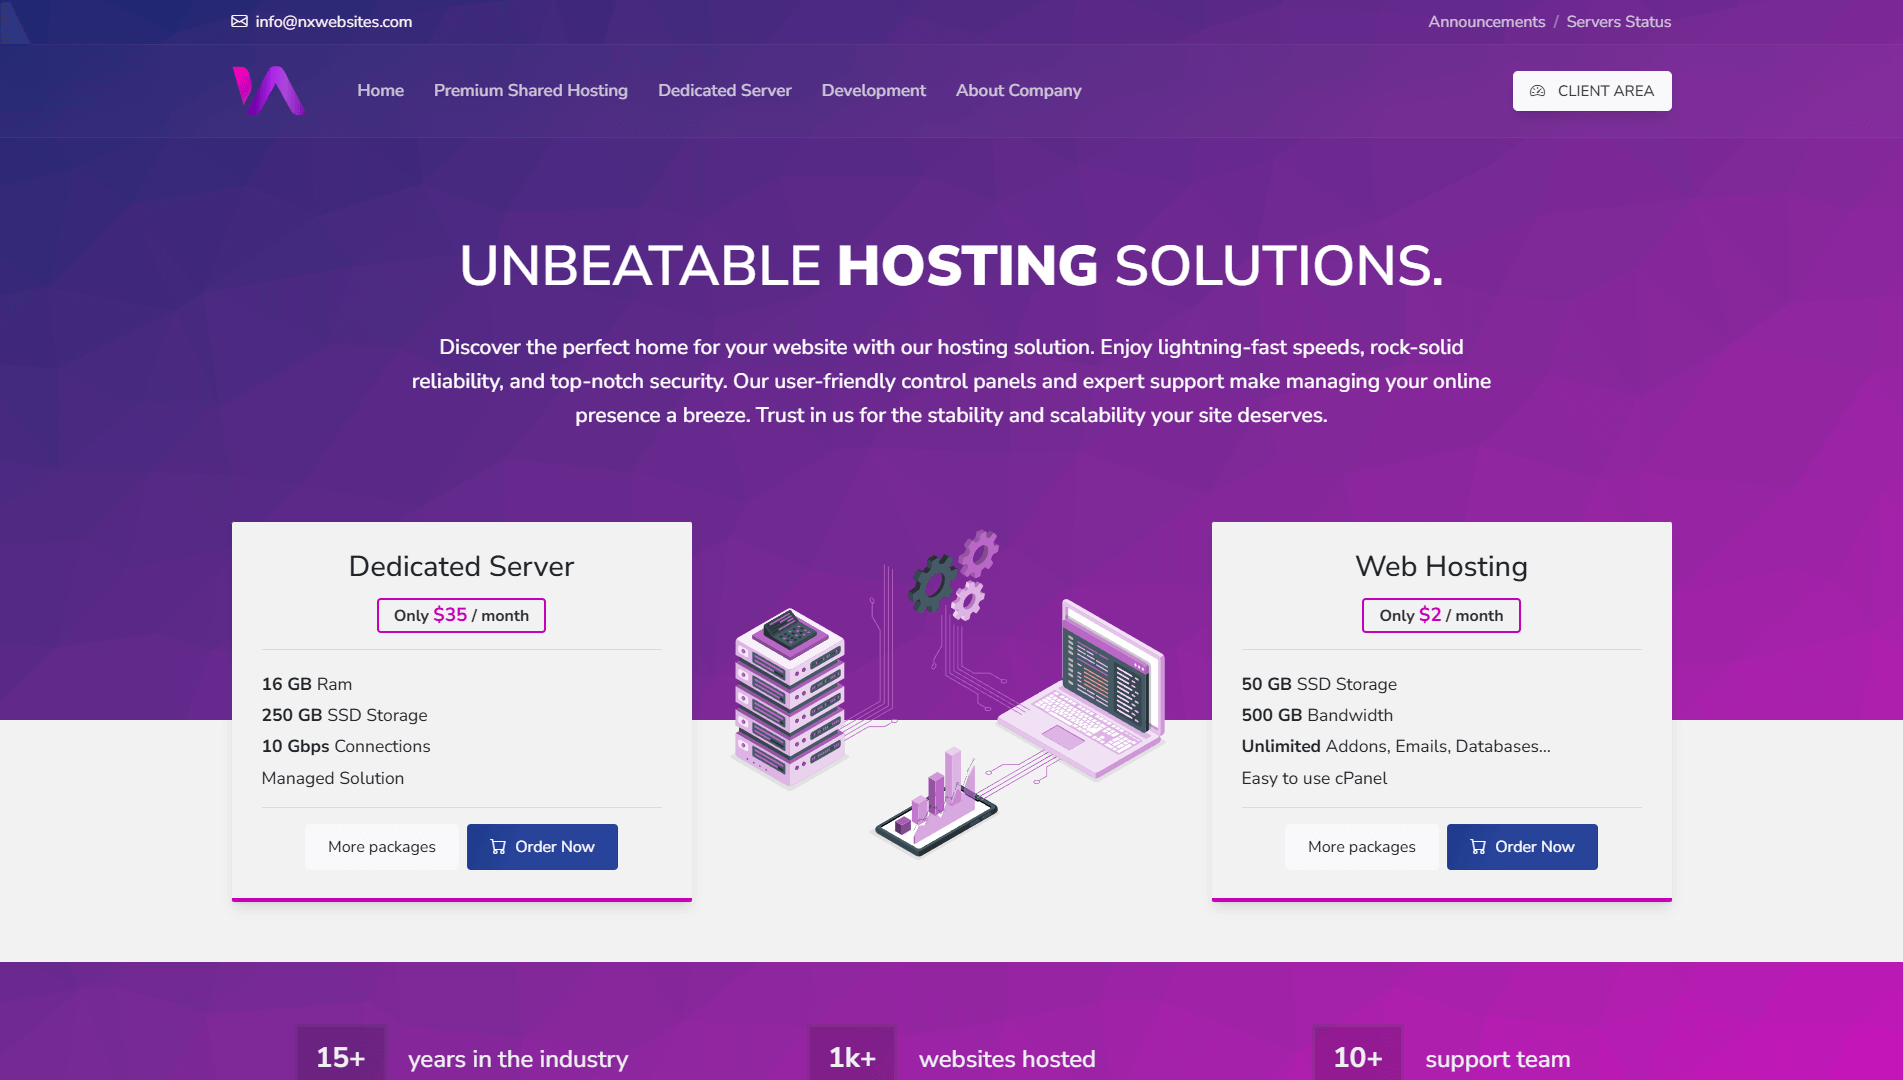 info@nxwebsites.com
Announcements / Servers Status
Home Premium Shared Hosting Dedicated Server Development About Company
CLIENT AREA
UNBEATABLE HOSTING SOLUTIONS.
Discover the perfect home for your website with our hosting solution. Enjoy lightning-fast speeds, rock-solid
reliability, and top-notch security. Our user-friendly control panels and expert support make managing your online
presence a breeze. Trust in us for the stability and scalability your site deserves.
Dedicated Server
Only $35 / month
16 GB Ram
250 GB SSD Storage
10 Gbps Connections
Managed Solution
More packages
Order Now
Web Hosting
Only $2 / month
50 GB SSD Storage
500 GB Bandwidth
Unlimited Addons, Emails, Databases...
Easy to use cPanel
More packages
Order Now
15+ years in the industry
1k+ websites hosted
10+ support team